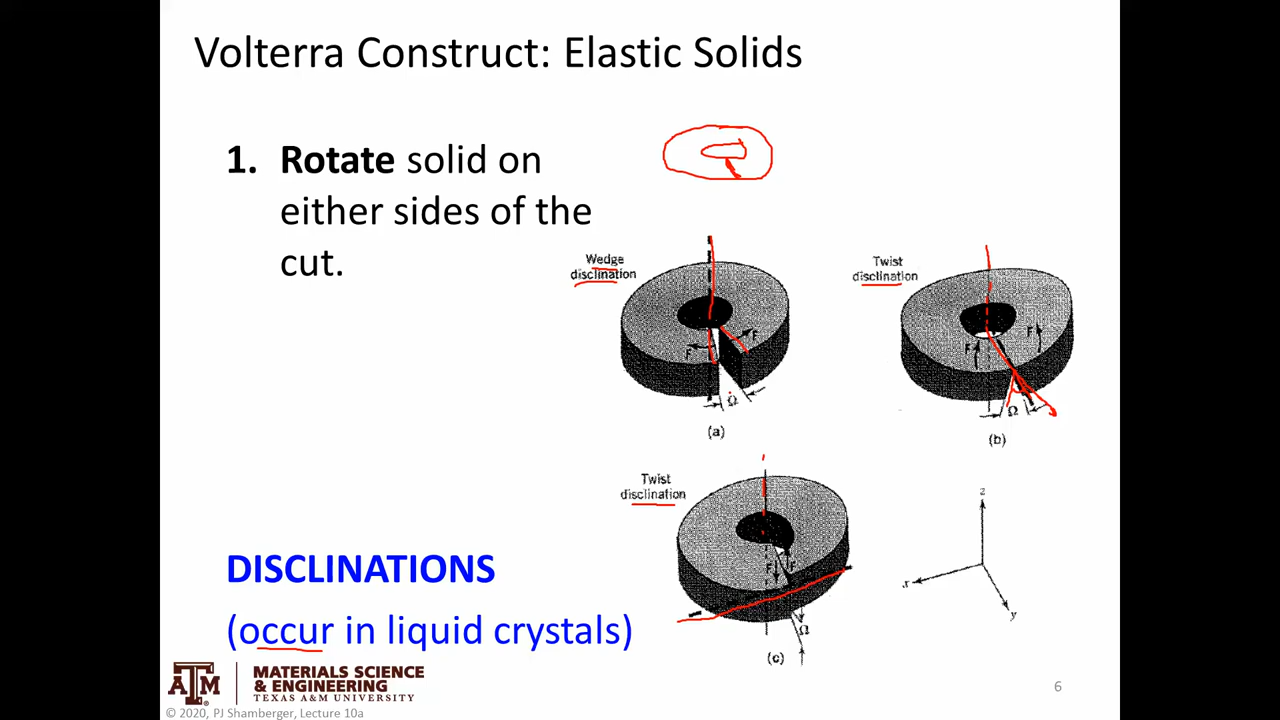 Volterra Construct: Elastic Solids
1. Rotate solid on
either sides of the
cut.
Wedge
disclination
F
F
Ω
(a)
Twist
disclination
F
F
Ω
(b)
Twist
disclination
F
F
Ω
(c)
z
x
y
DISCLINATIONS
(occur in liquid crystals)
ATM
MATERIALS SCIENCE
& ENGINEERING
TEXAS A&M UNIVERSITY
© 2020, PJ Shamberger, Lecture 10a
6